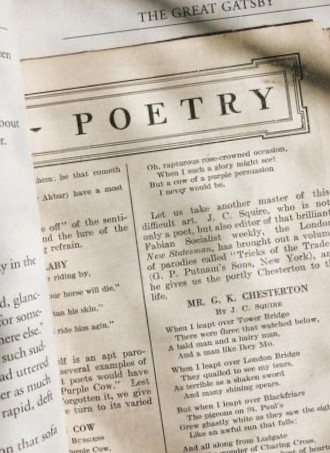 THE GREAT GATSBY
POETRY
them: he that cometh
Akbar) have a most
e off" of the senti-
nd the lure of the
refrain.
ABY
riding by,
our horse will die."
tan his skin."
ride him agin."
elf is an apt paro-
several examples of
t poets would have
Purple Cow." Lest
forgotten it, we give
e turn to its varied
COW
BURGESS
rple Cow,
Oh, rapturous rose-crowned occasion,
When I such a glory might see!
But a cow of a purple persuasion
I never would be.
Let us take another master of this
difficult art. J. C. Squire, who is not
only a poet, but also editor of that brilliant
Fabian Socialist weekly, the London
New Statesman, has brought out a volume
of parodies called "Tricks of the Trade"
(G. P. Putnam's Sons, New York), an
he gives us the portly Chesterton to the
life.
MR. G. K. CHESTERTON
BY J. C. SQUIRE
When I leapt over Tower Bridge
There were three that watched below,
A bald man and a hairy man,
And a man like Ikey Mo.
When I leapt over London Bridge
They quailed to see my tears,
As terrible as a shaken sword
And many shining spears.
But when I leapt over Blackfriars
The pigeons on St. Paul's
Grew ghastly white as they saw the sight
Like an awful sun that falls:
And all along from Ludgate
of Charing Cross,
een
bout
r.
y in the
d, glanc-
for some-
here else.
such sud-
ad uttered
er as much
rapid, defi
on that sofa